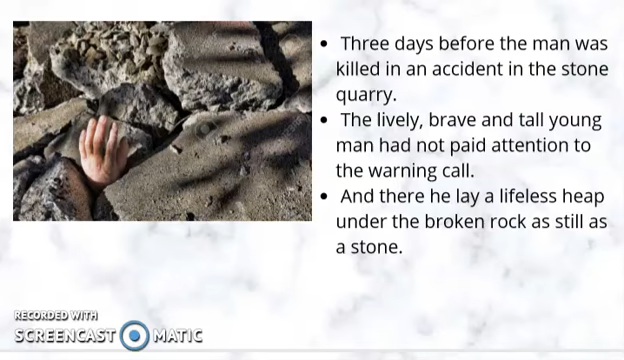 • Three days before the man was
killed in an accident in the stone
quarry.
• The lively, brave and tall young
man had not paid attention to
the warning call.
• And there he lay a lifeless heap
under the broken rock as still as
a stone.
RECORDED WITH
SCREENCAST MATIC